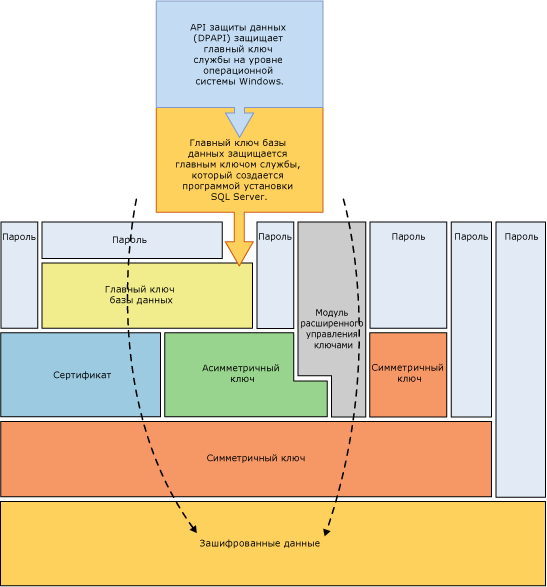 API защиты данных
(DPAPI) защищает
главный ключ
службы на уровне
операционной
системы Windows.
Главный ключ базы
данных защищается
главным ключом службы,
который создается
программой установки
SQL Server.
Пароль
Пароль
Пароль
Пароль
Пароль
Пароль
Главный ключ
базы данных
Модуль
расширенного
управления
ключами
Сертификат
Асимметричный
ключ
Симметричный
ключ
Симметричный ключ
Зашифрованные данные